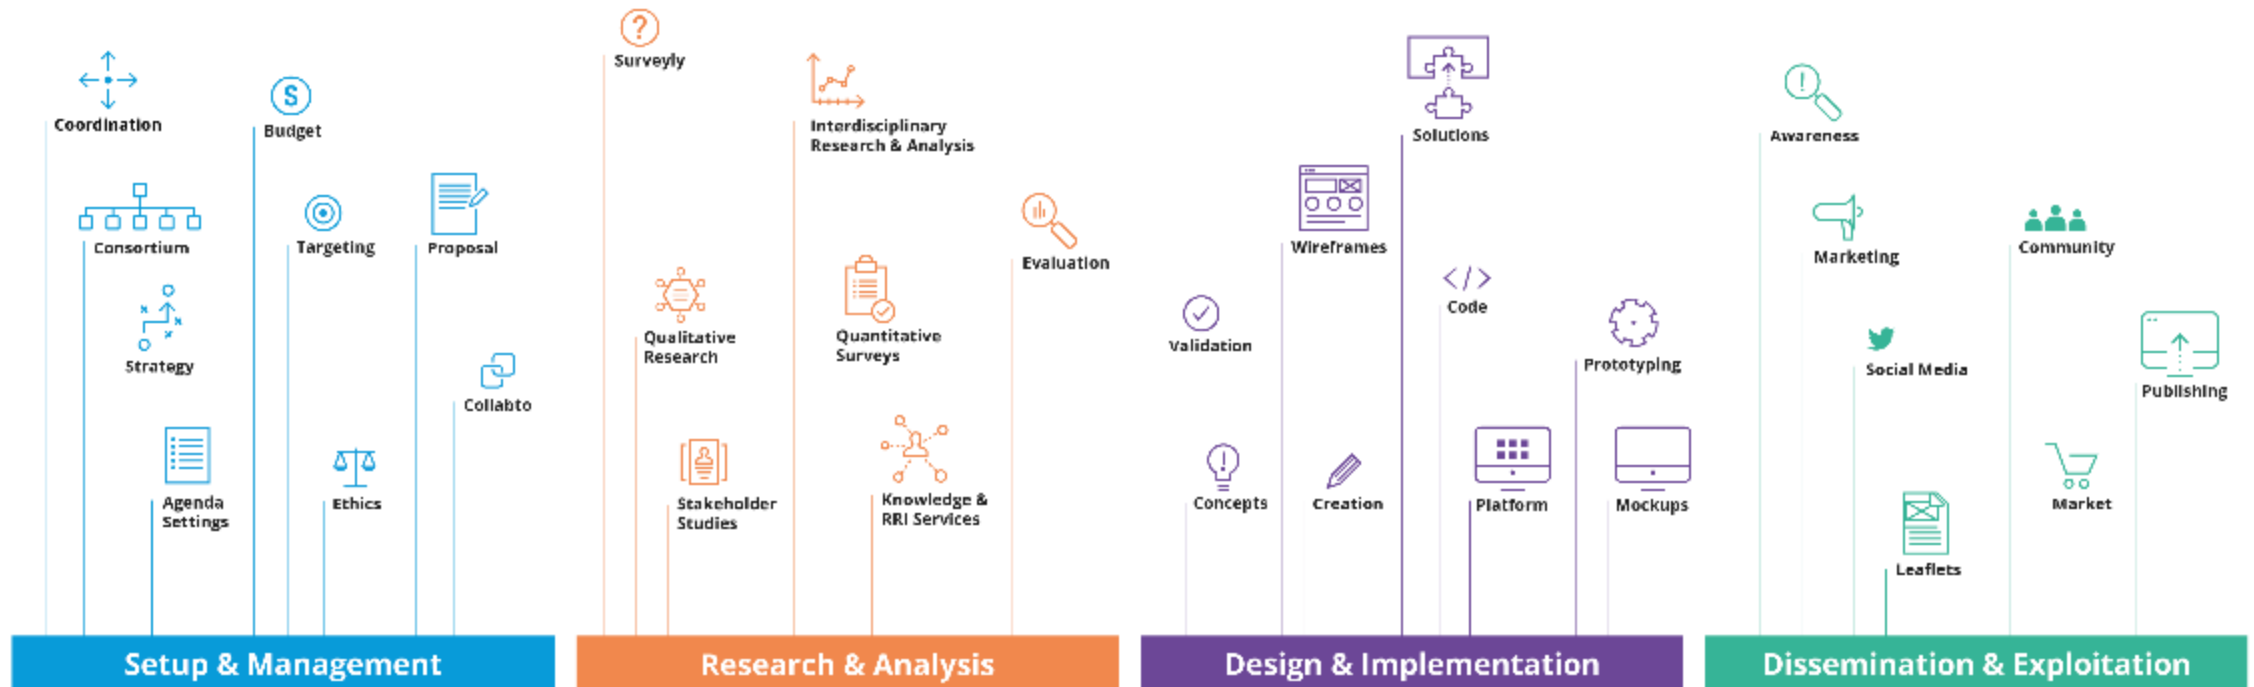 Coordination
Budget
Consortium
Targeting
Proposal
Strategy
Collabto
Agenda
Settings
Ethics
Setup & Management
Surveyly
Interdisciplinary
Research & Analysis
Evaluation
Qualitative
Research
Quantitative
Surveys
Stakeholder
Studies
Knowledge &
RRI Services
Research & Analysis
Solutions
Wireframes
Code
Validation
Prototyping
Concepts
Creation
Platform
Mockups
Design & Implementation
Awareness
Marketing
Community
Social Media
Publishing
Market
Leaflets
Dissemination & Exploitation